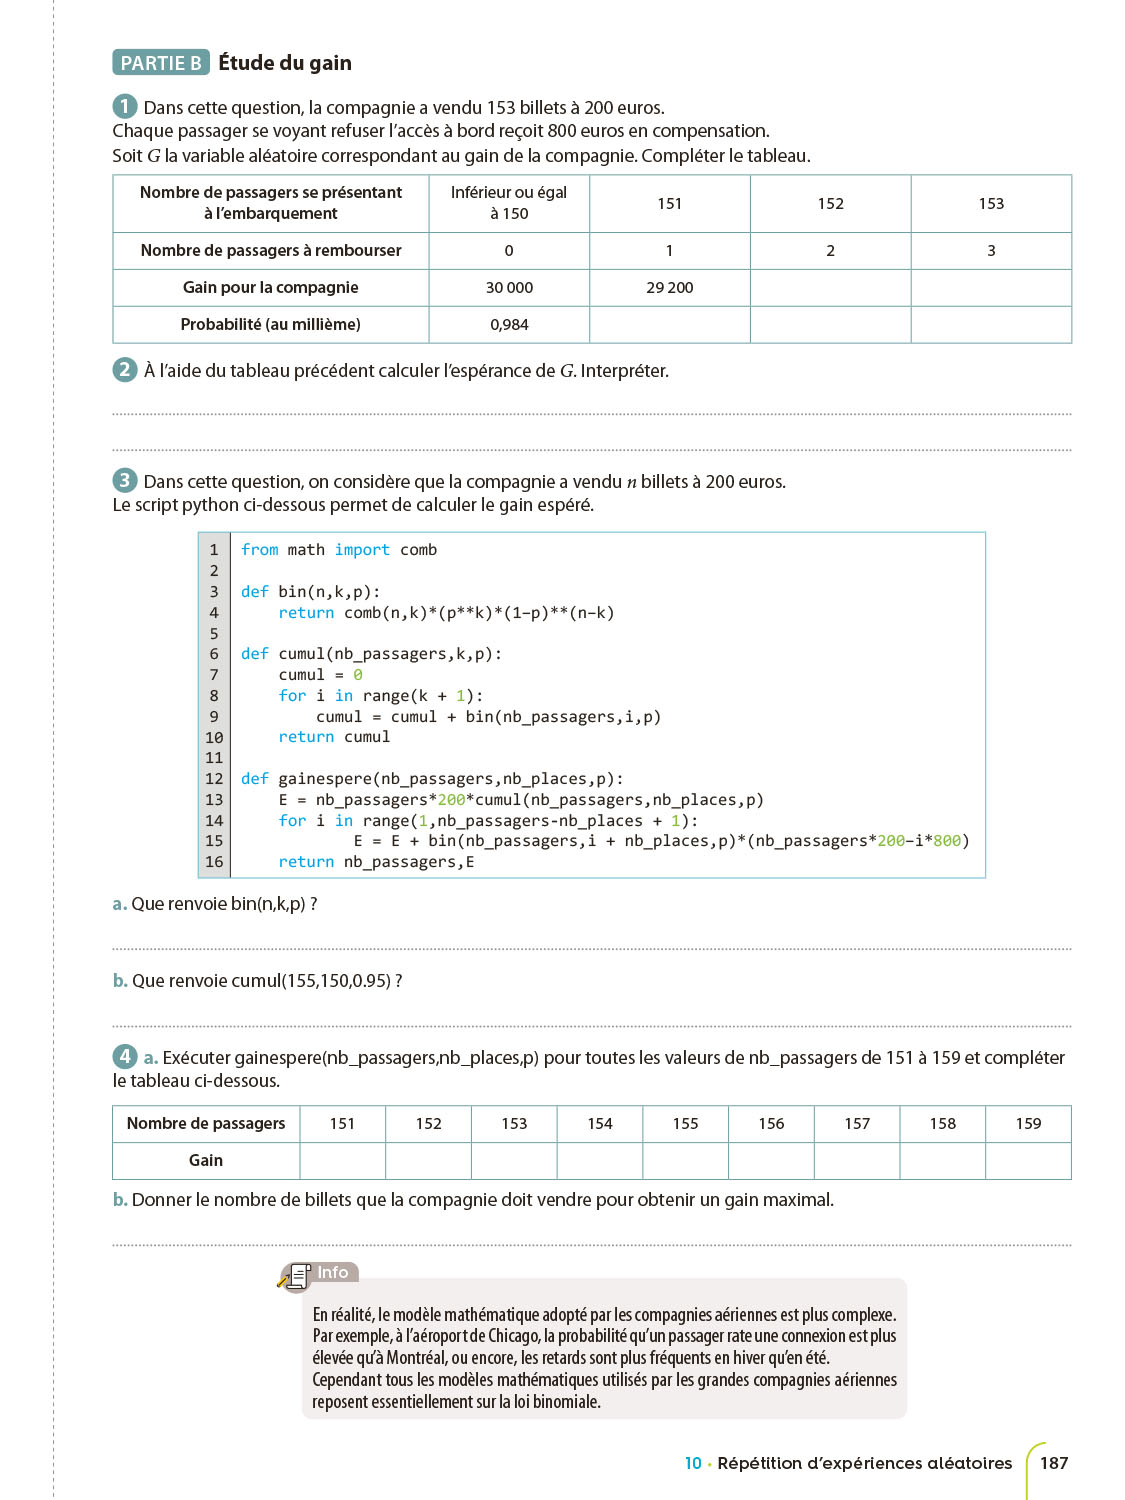 PARTIE B Étude du gain
1 Dans cette question, la compagnie a vendu 153 billets à 200 euros.
Chaque passager se voyant refuser l'accès à bord reçoit 800 euros en compensation.
Soit G la variable aléatoire correspondant au gain de la compagnie. Compléter le tableau.
Nombre de passagers se présentant à l'embarquement Inférieur ou égal à 150 151 152 153
Nombre de passagers à rembourser 0 1 2 3
Gain pour la compagnie 30 000 29 200
Probabilité (au millième) 0,984
2 À l'aide du tableau précédent calculer l'espérance de G. Interpréter.
3 Dans cette question, on considère que la compagnie a vendu n billets à 200 euros.
Le script python ci-dessous permet de calculer le gain espéré.
1 from math import comb
2
3 def bin(n,k,p):
4     return comb(n,k)*(p**k)*(1-p)**(n-k)
5
6 def cumul(nb_passagers,k,p):
7     cumul = 0
8     for i in range(k + 1):
9         cumul = cumul + bin(nb_passagers,i,p)
10     return cumul
11
12 def gainespere(nb_passagers,nb_places,p):
13     E = nb_passagers*200*cumul(nb_passagers,nb_places,p)
14     for i in range(1,nb_passagers-nb_places + 1):
15             E = E + bin(nb_passagers,i + nb_places,p)*(nb_passagers*200-i*800)
16     return nb_passagers,E
a. Que renvoie bin(n,k,p) ?
b. Que renvoie cumul(155,150,0.95) ?
4 a. Exécuter gainespere(nb_passagers,nb_places,p) pour toutes les valeurs de nb_passagers de 151 à 159 et compléter
le tableau ci-dessous.
Nombre de passagers 151 152 153 154 155 156 157 158 159
Gain
b. Donner le nombre de billets que la compagnie doit vendre pour obtenir un gain maximal.
Info
En réalité, le modèle mathématique adopté par les compagnies aériennes est plus complexe.
Par exemple, à l'aéroport de Chicago, la probabilité qu'un passager rate une connexion est plus
élevée qu'à Montréal, ou encore, les retards sont plus fréquents en hiver qu'en été.
Cependant tous les modèles mathématiques utilisés par les grandes compagnies aériennes
reposent essentiellement sur la loi binomiale.
10 • Répétition d'expériences aléatoires 187